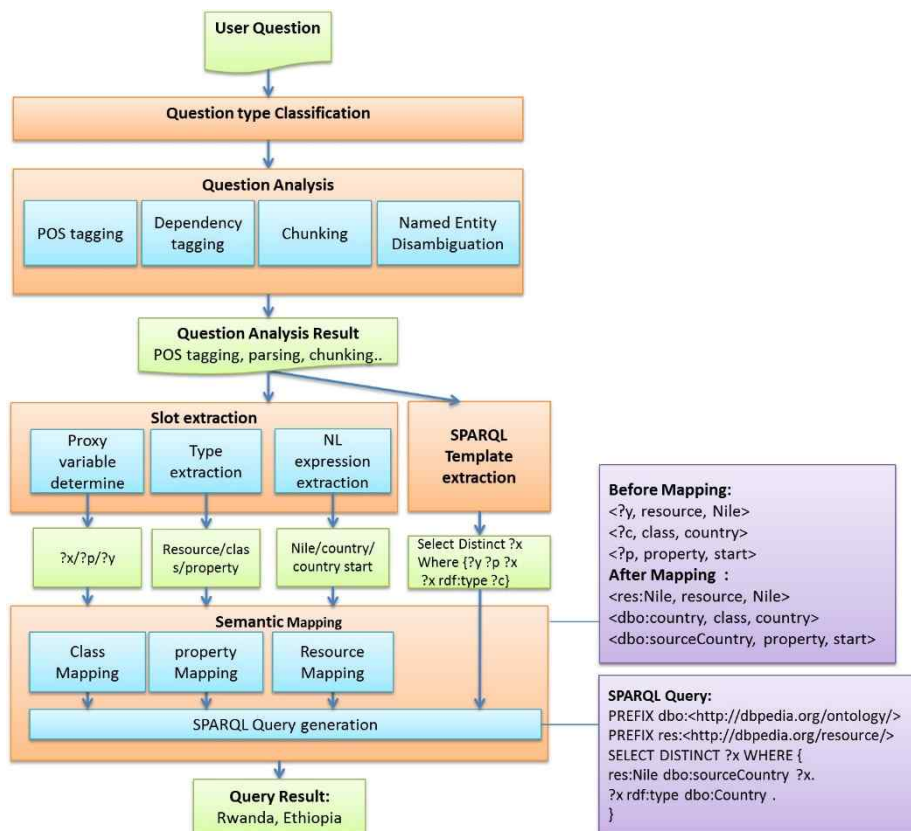 User Question
Question type Classification
Question Analysis
POS tagging
Dependency
tagging
Chunking
Named Entity
Disambiguation
Question Analysis Result
POS tagging, parsing, chunking..
Slot extraction
Proxy
variable
determine
Type
extraction
NL
expression
extraction
SPARQL
Template
extraction
?x/?p/?y
Resource/clas
s/property
Nile/country/
country start
Select Distinct ?x
Where {?y ?p ?x
?x rdf:type ?c}
Semantic Mapping
Class
Mapping
property
Mapping
Resource
Mapping
SPARQL Query generation
Query Result:
Rwanda, Ethiopia
Before Mapping:
<?y, resource, Nile>
<?c, class, country>
<?p, property, start>
After Mapping :
<res:Nile, resource, Nile>
<dbo:country, class, country>
<dbo:sourceCountry, property, start>
SPARQL Query:
PREFIX dbo:<http://dbpedia.org/ontology/>
PREFIX res:<http://dbpedia.org/resource/>
SELECT DISTINCT ?x WHERE {
res:Nile dbo:sourceCountry ?x.
?x rdf:type dbo:Country .
}